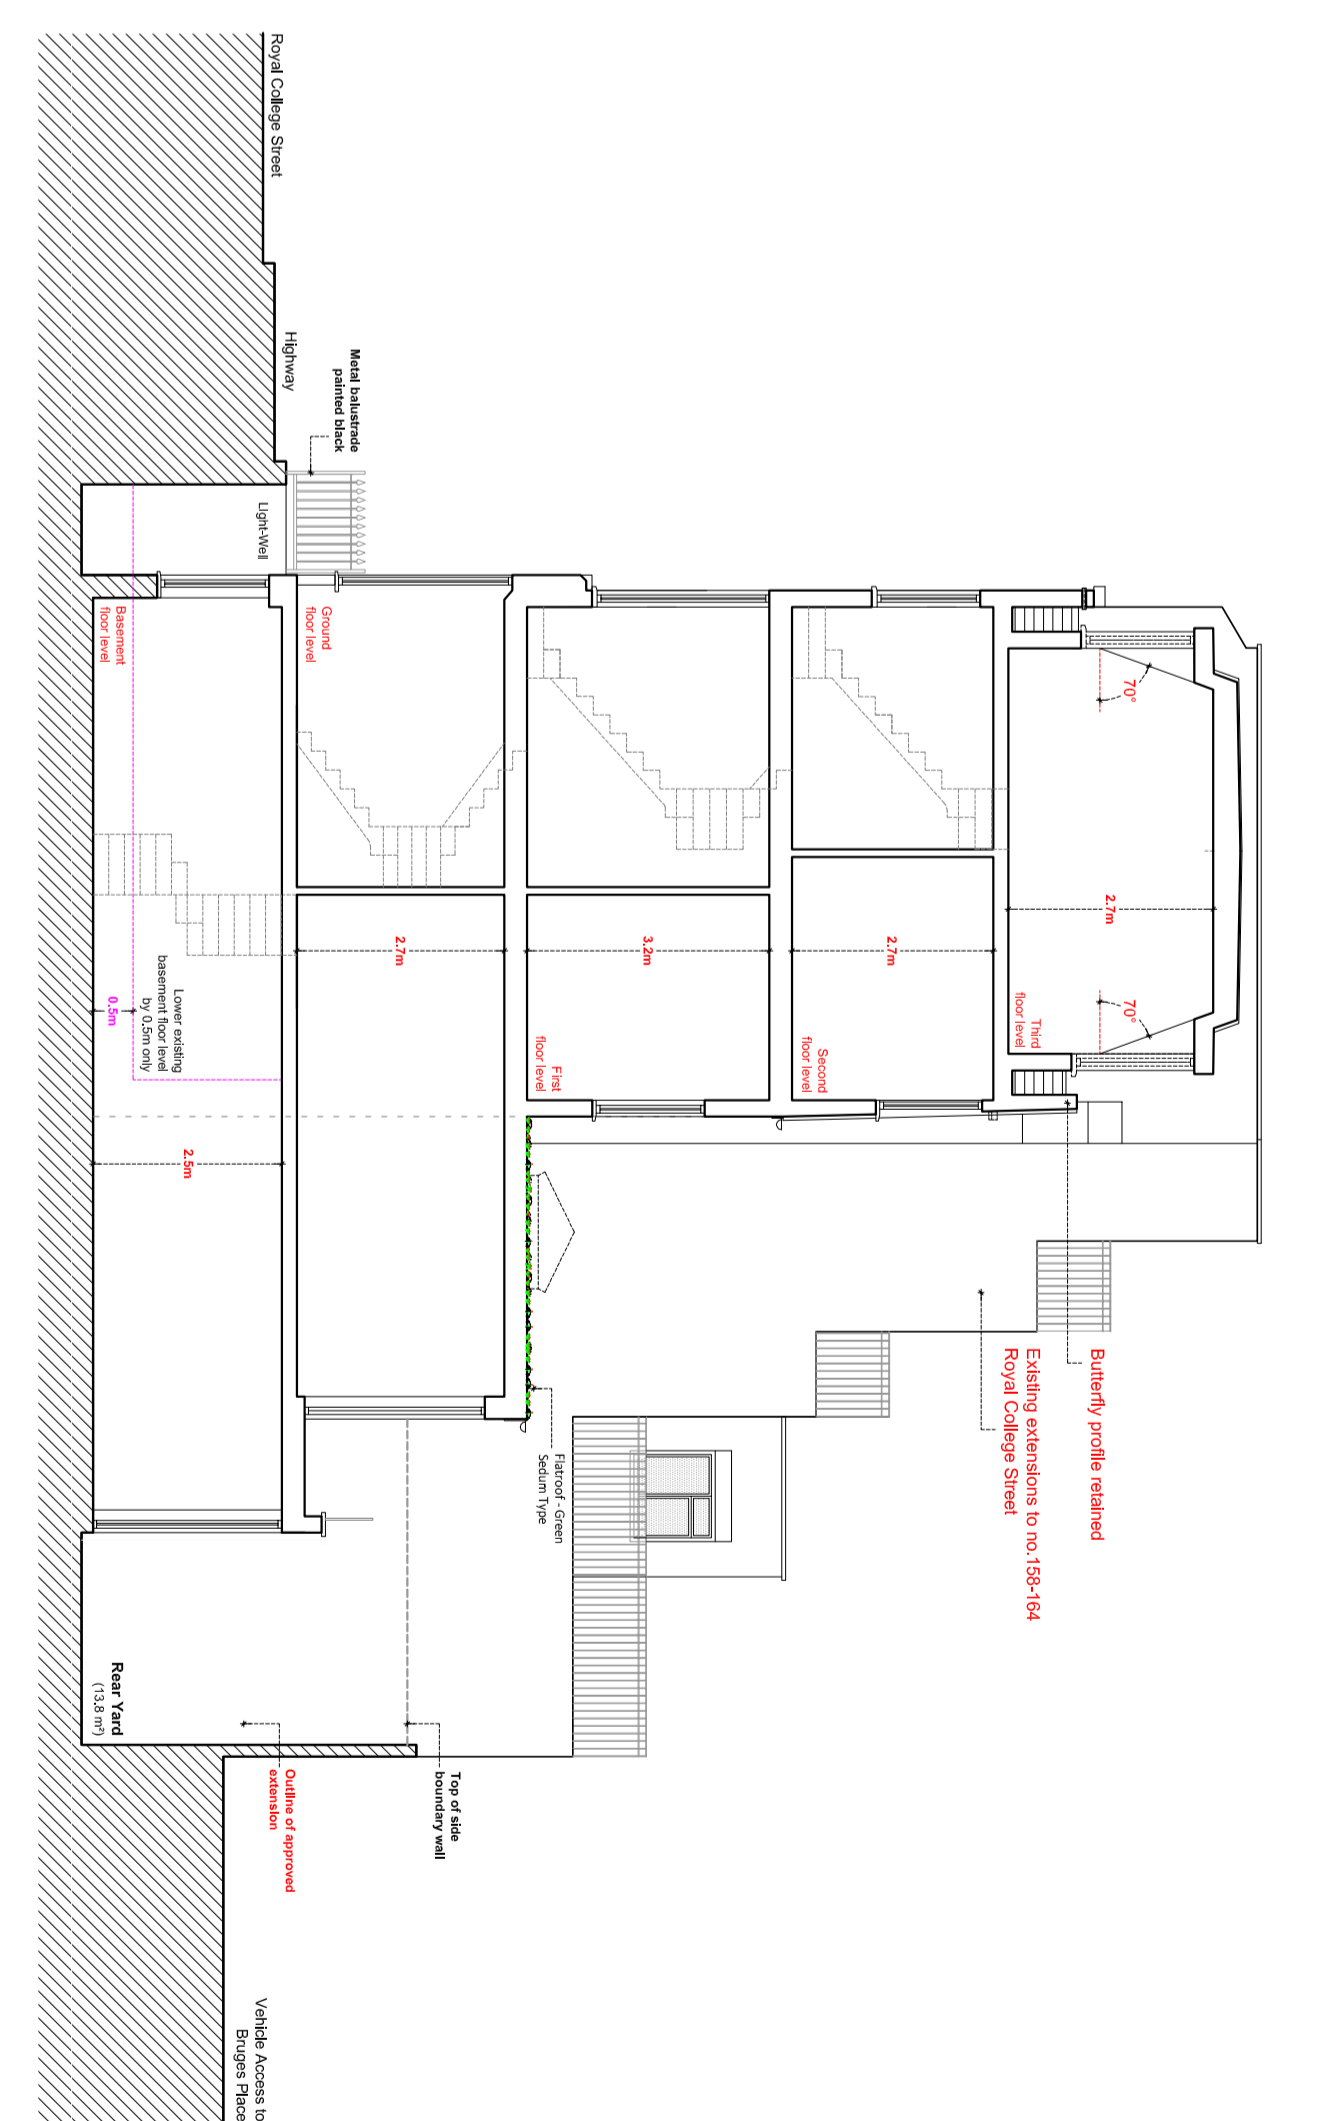 Royal College Street
Highway
Metal balustrade
painted black
Light-Well
Basement
floor level
Ground
floor level
First
floor level
Second
floor level
Third
floor level
70°
70°
2.7m
2.7m
3.2m
2.7m
2.5m
0.5m
Lower existing
basement floor level
by 0.5m only
Butterfly profile retained
Existing extensions to no.158-164
Royal College Street
Flatroof - Green
Sedum Type
Rear Yard
(13.8 m²)
Top of side
boundary wall
Outline of approved
extension
Vehicle Access to
Bruges Place